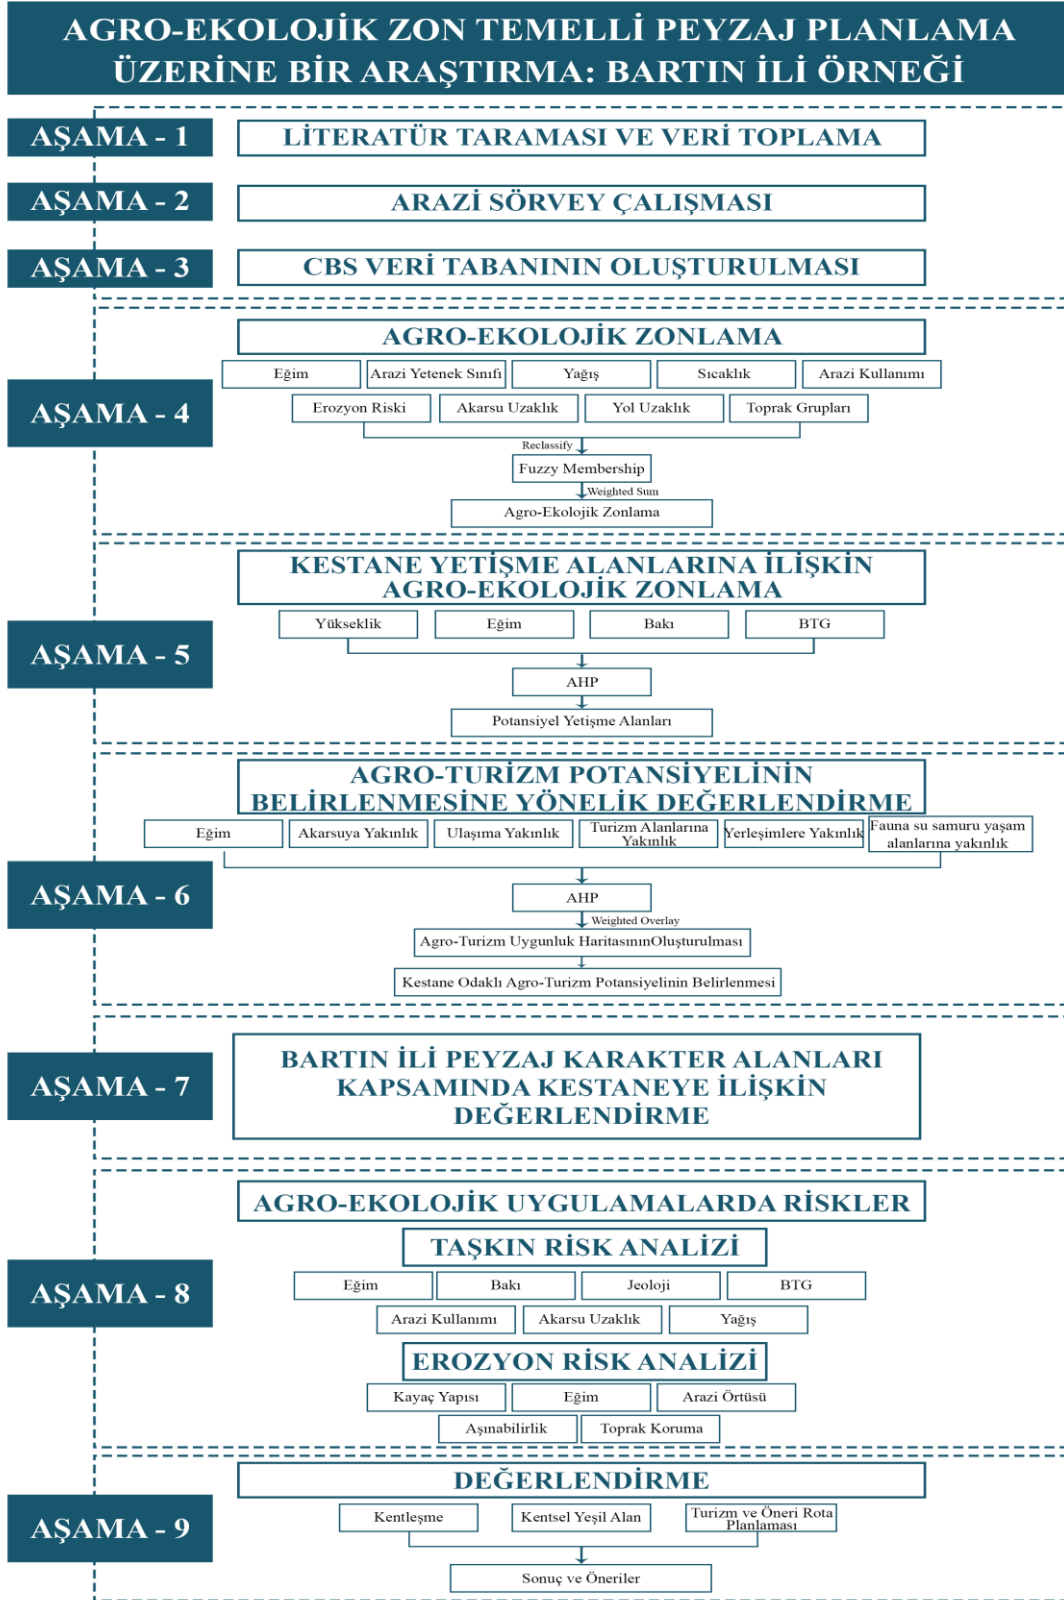 AGRO-EKOLOJİK ZON TEMELLİ PEYZAJ PLANLAMA
ÜZERİNE BİR ARAŞTIRMA: BARTIN İLİ ÖRNEĞİ
AŞAMA - 1
LİTERATÜR TARAMASI VE VERİ TOPLAMA
AŞAMA - 2
ARAZİ SÖRVEY ÇALIŞMASI
AŞAMA - 3
CBS VERİ TABANININ OLUŞTURULMASI
AŞAMA - 4
AGRO-EKOLOJİK ZONLAMA
Eğim
Arazi Yetenek Sınıfı
Yağış
Sıcaklık
Arazi Kullanımı
Erozyon Riski
Akarsu Uzaklık
Yol Uzaklık
Toprak Grupları
Reclassify
Fuzzy Membership
Weighted Sum
Agro-Ekolojik Zonlama
AŞAMA - 5
KESTANE YETİŞME ALANLARINA İLİŞKİN
AGRO-EKOLOJİK ZONLAMA
Yükseklik
Eğim
Bakı
BTG
AHP
Potansiyel Yetişme Alanları
AŞAMA - 6
AGRO-TURİZM POTANSİYELİNİN
BELİRLENMESİNE YÖNELİK DEĞERLENDİRME
Eğim
Akarsuya Yakınlık
Ulaşıma Yakınlık
Turizm Alanlarına
Yakınlık
Yerleşimlere Yakınlık
Fauna su samuru yaşam
alanlarına yakınlık
AHP
Weighted Overlay
Agro-Turizm Uygunluk HaritasınınOluşturulması
Kestane Odaklı Agro-Turizm Potansiyelinin Belirlenmesi
AŞAMA - 7
BARTIN İLİ PEYZAJ KARAKTER ALANLARI
KAPSAMINDA KESTANEYE İLİŞKİN
DEĞERLENDİRME
AŞAMA - 8
AGRO-EKOLOJİK UYGULAMALARDA RİSKLER
TAŞKIN RİSK ANALİZİ
Eğim
Bakı
Jeoloji
BTG
Arazi Kullanımı
Akarsu Uzaklık
Yağış
EROZYON RİSK ANALİZİ
Kayaç Yapısı
Eğim
Arazi Örtüsü
Aşınabilirlik
Toprak Koruma
AŞAMA - 9
DEĞERLENDİRME
Kentleşme
Kentsel Yeşil Alan
Turizm ve Öneri Rota
Planlaması
Sonuç ve Öneriler